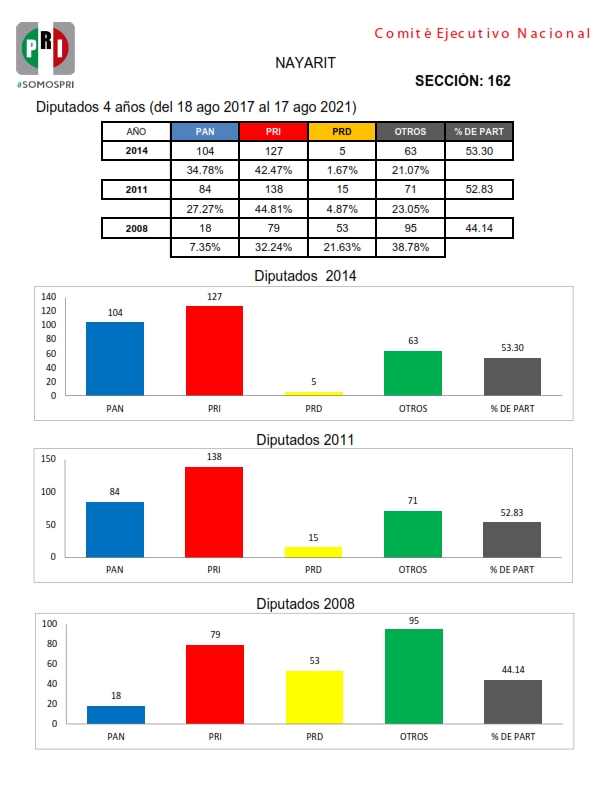 Comité Ejecutivo Nacional
PRI
#SOMOSPRI
NAYARIT
SECCIÓN: 162
Diputados 4 años (del 18 ago 2017 al 17 ago 2021)
AÑO PAN PRI PRD OTROS % DE PART
2014 104 127 5 63 53.30
34.78% 42.47% 1.67% 21.07%
2011 84 138 15 71 52.83
27.27% 44.81% 4.87% 23.05%
2008 18 79 53 95 44.14
7.35% 32.24% 21.63% 38.78%
Diputados 2014
140
120
100
80
60
40
20
0
104 127 5 63 53.30
PAN PRI PRD OTROS % DE PART
Diputados 2011
150
100
50
0
84 138 15 71 52.83
PAN PRI PRD OTROS % DE PART
Diputados 2008
100
80
60
40
20
0
18 79 53 95 44.14
PAN PRI PRD OTROS % DE PART